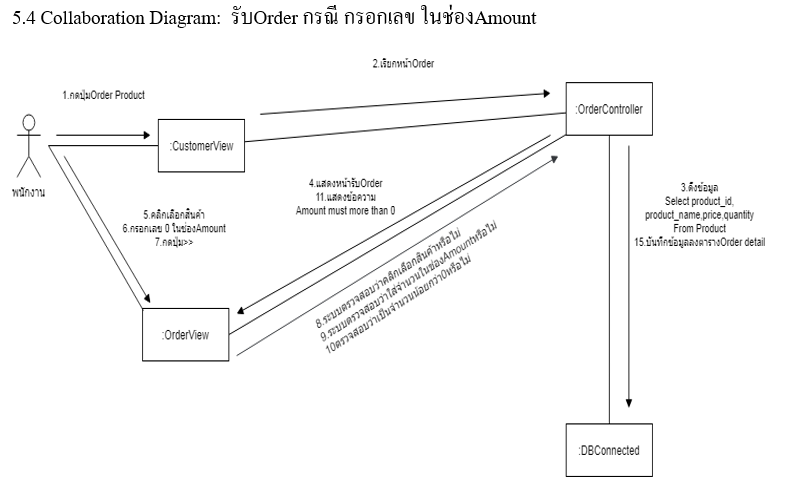 5.4 Collaboration Diagram: รับOrder กรณี กรอกเลข ในช่องAmount
2.เรียกหน้าOrder
1.กดปุ่มOrder Product
:OrderController
:CustomerView
พนักงาน
4.แสดงหน้ารับOrder
11.แสดงข้อความ
Amount must more than 0
3.ดึงข้อมูล
Select product_id,
product_name,price,quantity
From Product
15.บันทึกข้อมูลลงตารางOrder detail
5.คลิกเลือกสินค้า
6.กรอกเลข 0 ในช่องAmount
7.กดปุ่ม>>
8.ระบบตรวจสอบว่าคลิกเลือกสินค้าหรือไม่
9.ระบบตรวจสอบว่าใส่จำนวนในช่องAmountหรือไม่
10ตรวจสอบว่าเป็นจำนวนน้อยกว่า0หรือไม่
:OrderView
:DBConnected